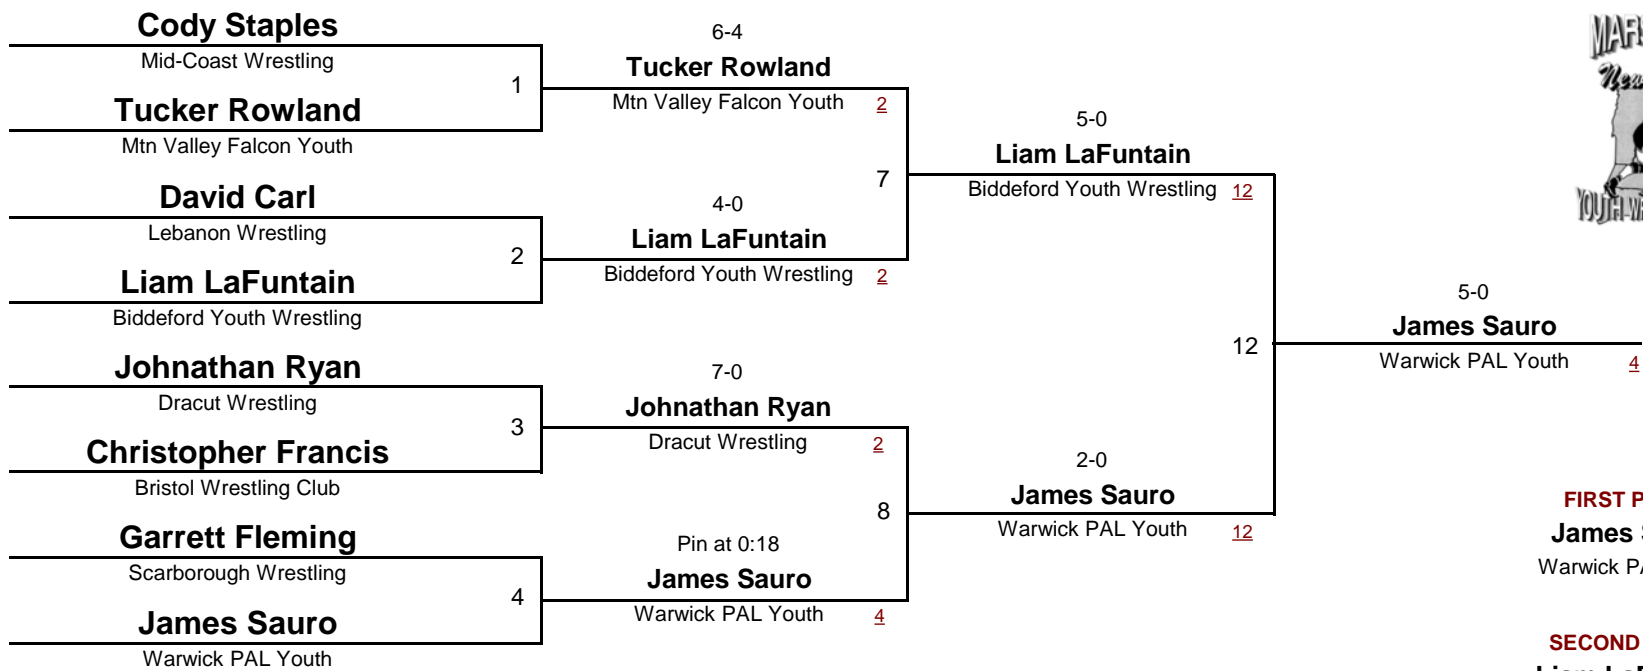 Cody Staples
Mid-Coast Wrestling
1
Tucker Rowland
Mtn Valley Falcon Youth
David Carl
Lebanon Wrestling
2
Liam LaFuntain
Biddeford Youth Wrestling
Johnathan Ryan
Dracut Wrestling
3
Christopher Francis
Bristol Wrestling Club
Garrett Fleming
Scarborough Wrestling
4
James Sauro
Warwick PAL Youth
6-4
Tucker Rowland
Mtn Valley Falcon Youth 2
7
4-0
Liam LaFuntain
Biddeford Youth Wrestling 2
7-0
Johnathan Ryan
Dracut Wrestling 2
8
Pin at 0:18
James Sauro
Warwick PAL Youth 4
5-0
Liam LaFuntain
Biddeford Youth Wrestling 12
12
2-0
James Sauro
Warwick PAL Youth 12
5-0
James Sauro
Warwick PAL Youth 4
FIRST P
James
Warwick
SECOND
Liam